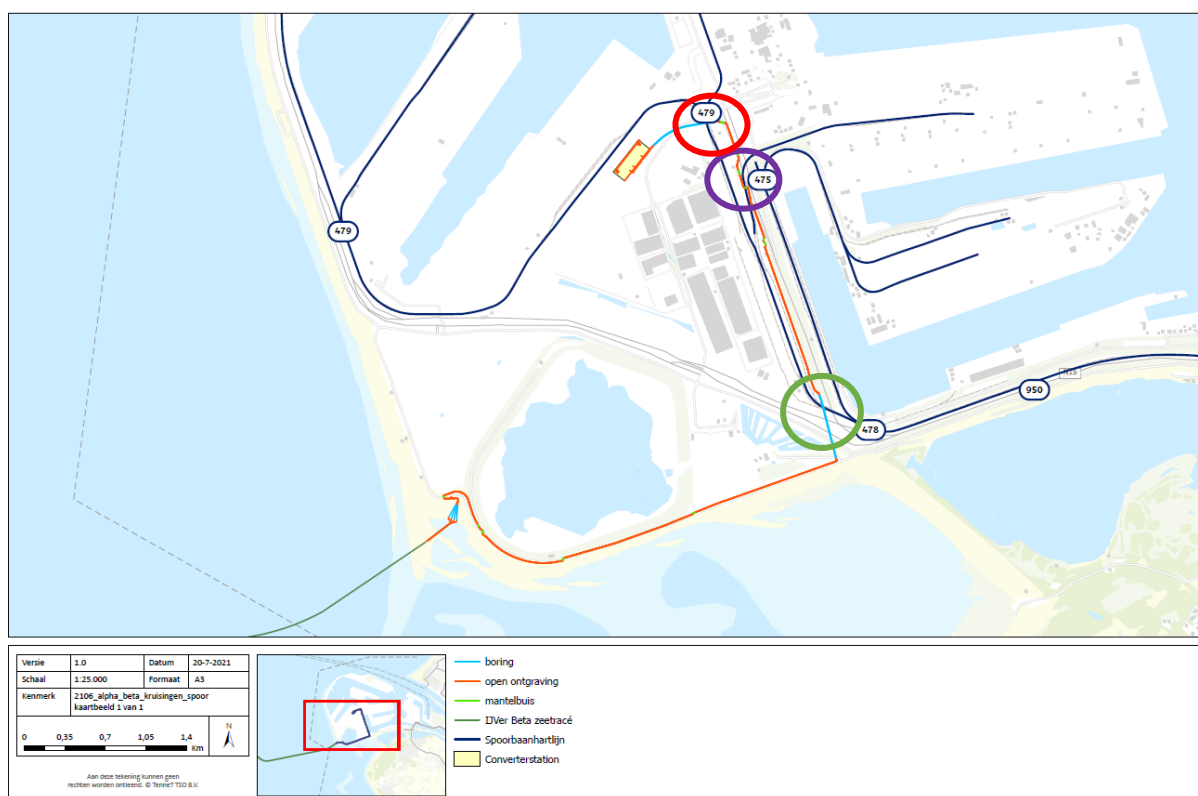 479
475
479
N15
950
478
Versie 1.0 Datum 20-7-2021
Schaal 1:25.000 Formaat A3
Kenmerk 2106_alpha_beta_kruisingen_spoor
kaartbeeld 1 van 1
N
0 0,35 0,7 1,05 1,4
Km
Aan deze tekening kunnen geen
rechten worden ontleend. © TenneT TSO B.V.
boring
open ontgraving
mantelbuis
IJVer Beta zeetracé
Spoorbaanhartlijn
Converterstation